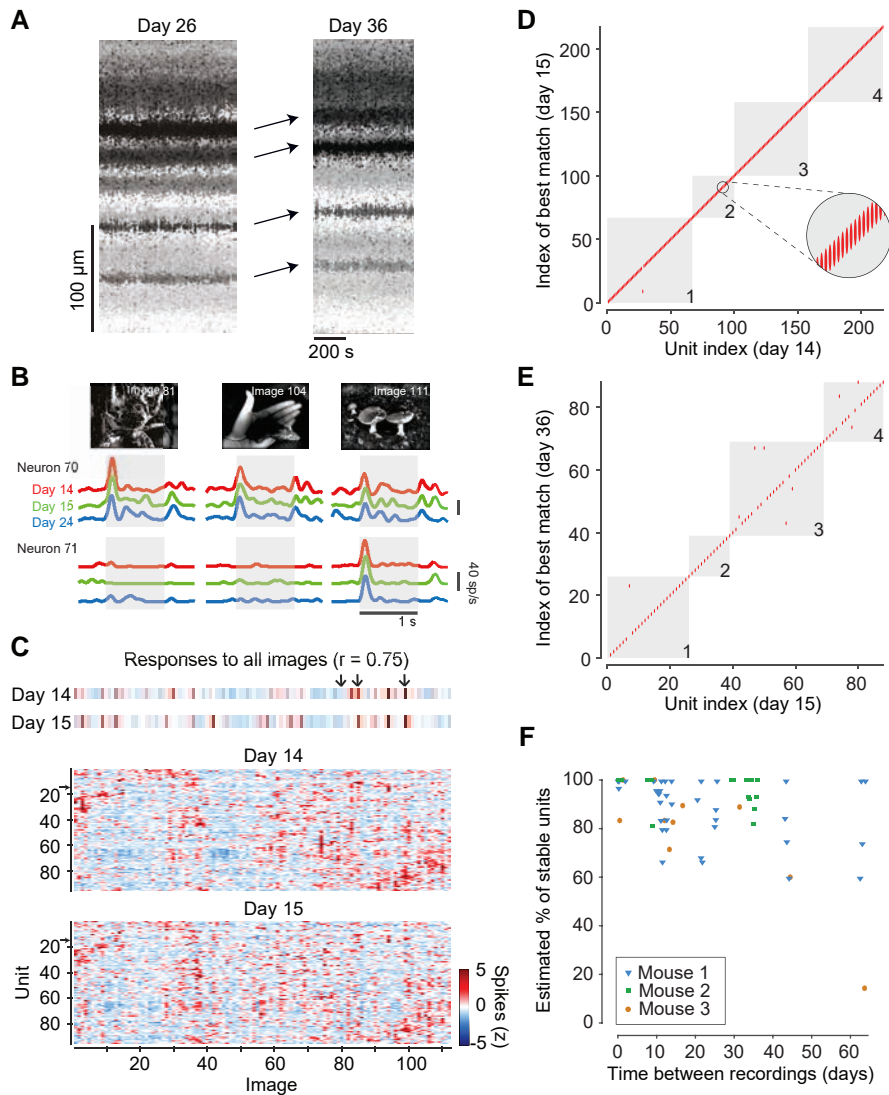 A
Day 26
Day 36
100 µm
200 s
B
Image 81
Image 104
Image 111
Neuron 70
Day 14
Day 15
Day 24
Neuron 71
40 sp/s
1 s
C
Responses to all images (r = 0.75)
Day 14
Day 15
Day 14
20
40
60
80
Day 15
20
40
60
80
Unit
20
40
60
80
100
Image
5
0
-5
Spikes (z)
D
Index of best match (day 15)
200
150
100
50
0
1
2
3
4
0
50
100
150
200
Unit index (day 14)
E
Index of best match (day 36)
80
60
40
20
0
1
2
3
4
0
20
40
60
80
Unit index (day 15)
F
Estimated % of stable units
100
80
60
40
20
0
Mouse 1
Mouse 2
Mouse 3
0
10
20
30
40
50
60
Time between recordings (days)